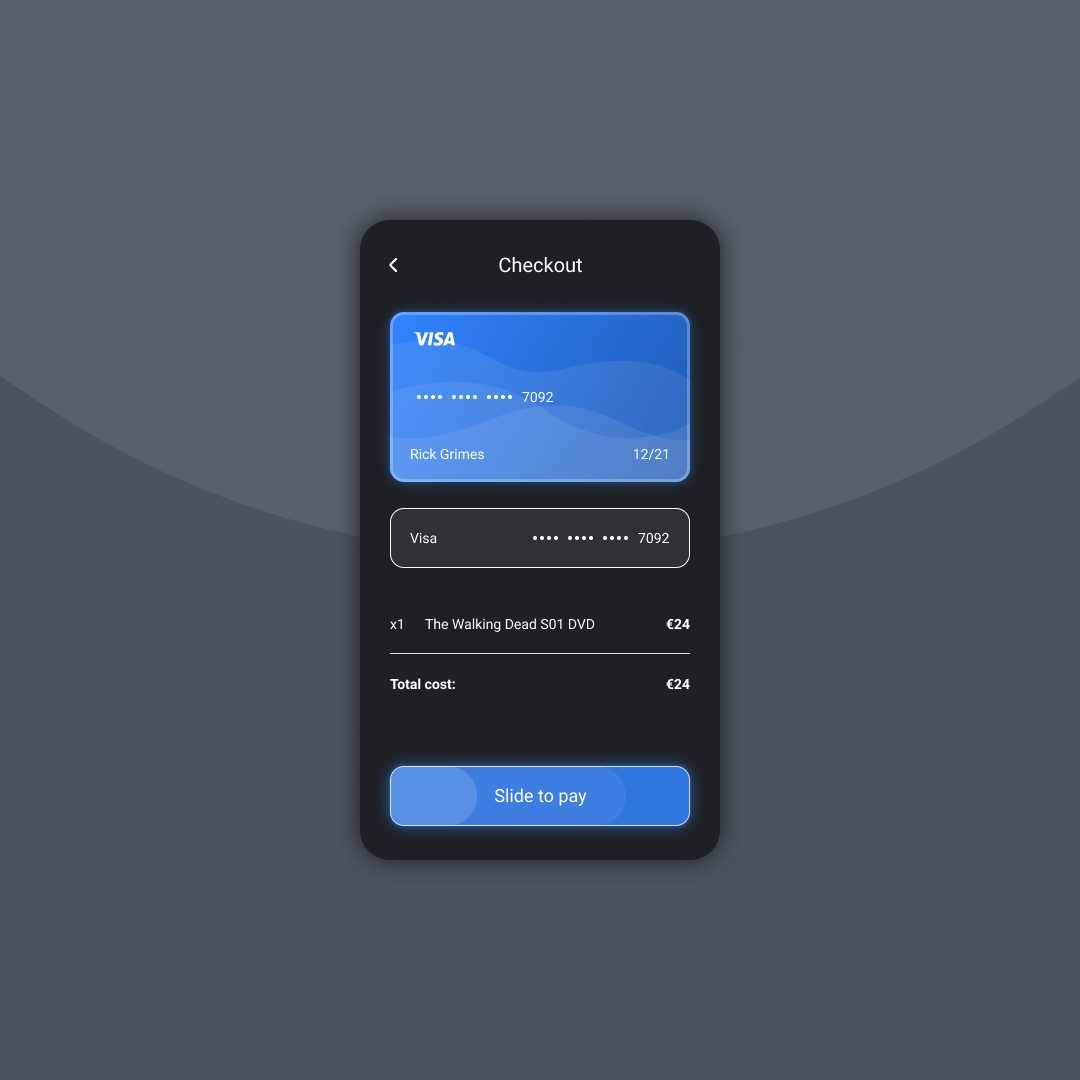 Checkout
VISA
•••• •••• •••• 7092
Rick Grimes 12/21
Visa •••• •••• •••• 7092
x1 The Walking Dead S01 DVD €24
Total cost: €24
Slide to pay